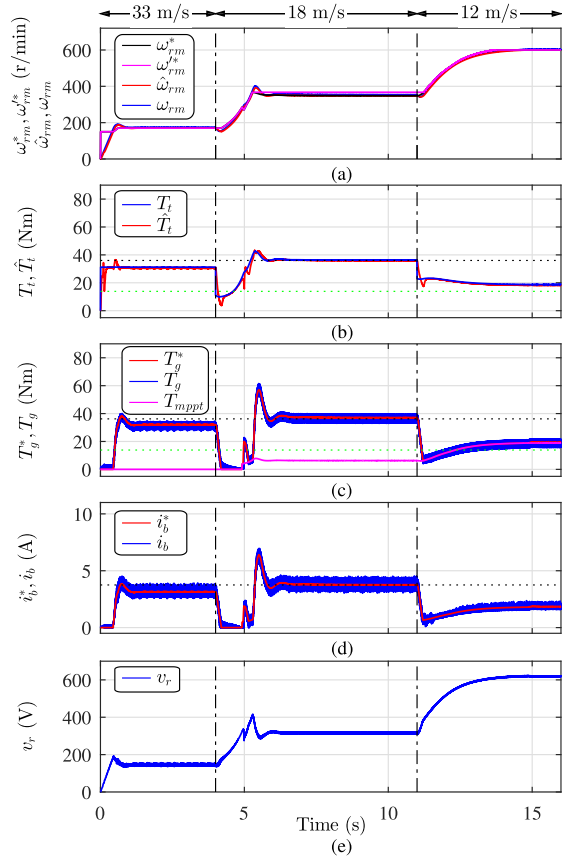 33 m/s 18 m/s 12 m/s
ω*rm, ω′*rm (r/min)
ω̂rm, ωrm
600
400
200
0
ω*rm
ω′*rm
ω̂rm
ωrm
(a)
Tt, T̂t (Nm)
80
60
40
20
0
Tt
T̂t
(b)
T*g, Tg (Nm)
80
60
40
20
0
T*g
Tg
Tmppt
(c)
i*b, ib (A)
10
5
0
i*b
ib
(d)
vr (V)
600
400
200
0
vr
0 5 10 15
Time (s)
(e)